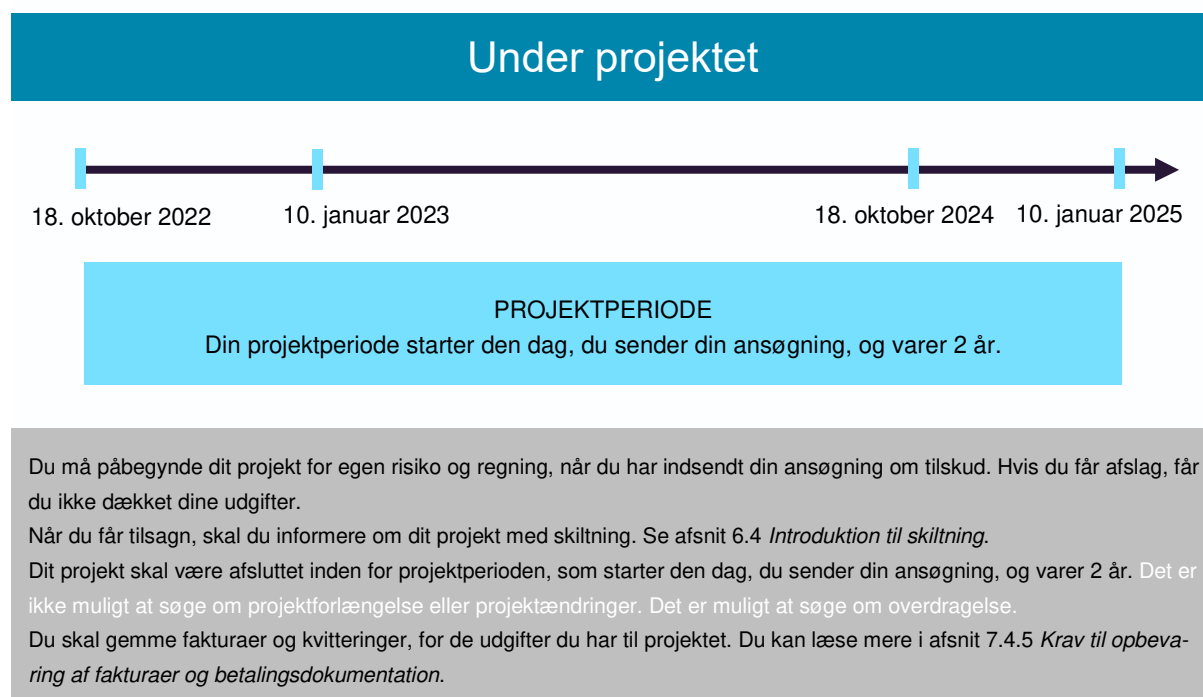 Under projektet
18. oktober 2022 10. januar 2023 18. oktober 2024 10. januar 2025
PROJEKTPERIODE
Din projektperiode starter den dag, du sender din ansøgning, og varer 2 år.
Du må påbegynde dit projekt for egen risiko og regning, når du har indsendt din ansøgning om tilskud. Hvis du får afslag, får
du ikke dækket dine udgifter.
Når du får tilsagn, skal du informere om dit projekt med skiltning. Se afsnit 6.4 Introduktion til skiltning.
Dit projekt skal være afsluttet inden for projektperioden, som starter den dag, du sender din ansøgning, og varer 2 år. Det er
ikke muligt at søge om projektforlængelse eller projektændringer. Det er muligt at søge om overdragelse.
Du skal gemme fakturaer og kvitteringer, for de udgifter du har til projektet. Du kan læse mere i afsnit 7.4.5 Krav til opbeva-
ring af fakturaer og betalingsdokumentation.